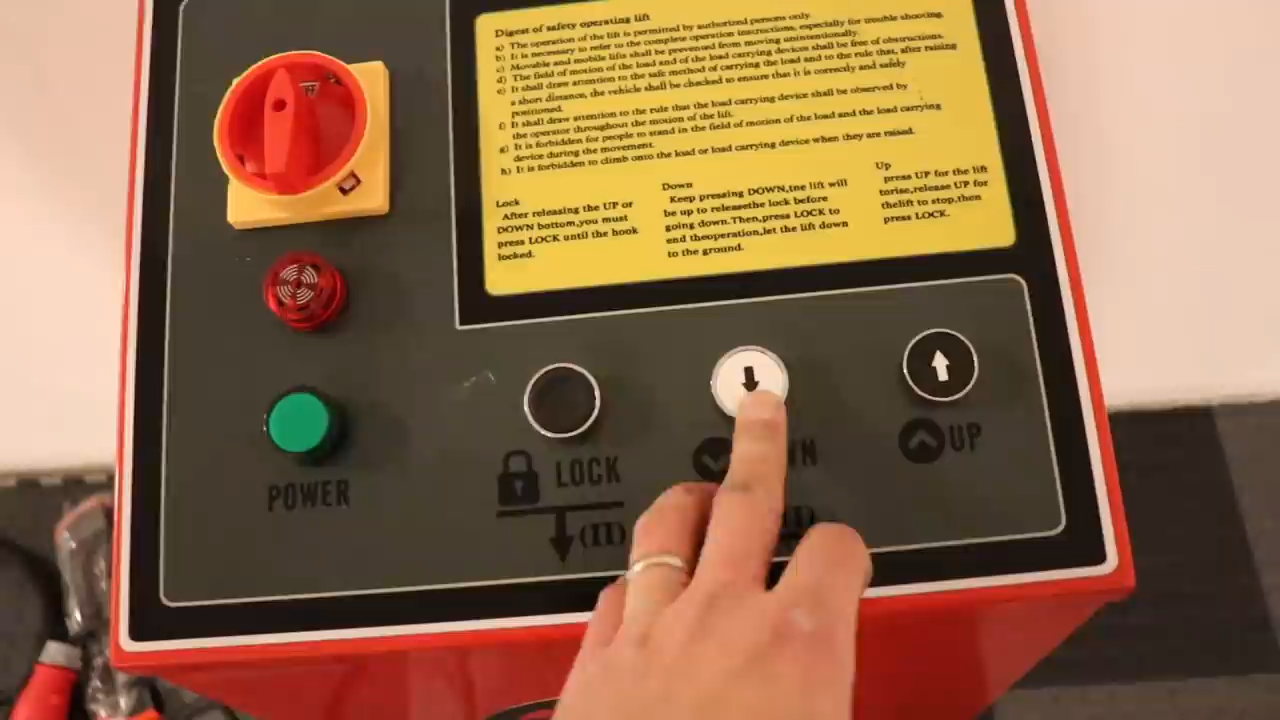 Digest of safety operating lift
a) The operation of the lift is permitted by authorized persons only.
b) It is necessary to refer to the complete operation instructions, especially for trouble shooting.
c) Movable and mobile lifts shall be prevented from moving unintentionally.
d) The field of motion of the load and of the load carrying devices shall be free of obstructions.
e) It shall draw attention to the safe method of carrying the load and to the rule that, after raising
a short distance, the vehicle shall be checked to ensure that it is correctly and safely
positioned.
f) It shall draw attention to the rule that the load carrying device shall be observed by
the operator throughout the motion of the lift.
g) It is forbidden for people to stand in the field of motion of the load and the load carrying
device during the movement.
h) It is forbidden to climb onto the load or load carrying device when they are raised.
Lock
After releasing the UP or
DOWN bottom,you must
press LOCK until the hook
locked.
Down
Keep pressing DOWN,tne lift will
be up to releasethe lock before
going down.Then,press LOCK to
end theoperation,let the lift down
to the ground.
Up
press UP for the lift
torise,release UP for
thelift to stop,then
press LOCK.
POWER
LOCK
(II)
WN
UP